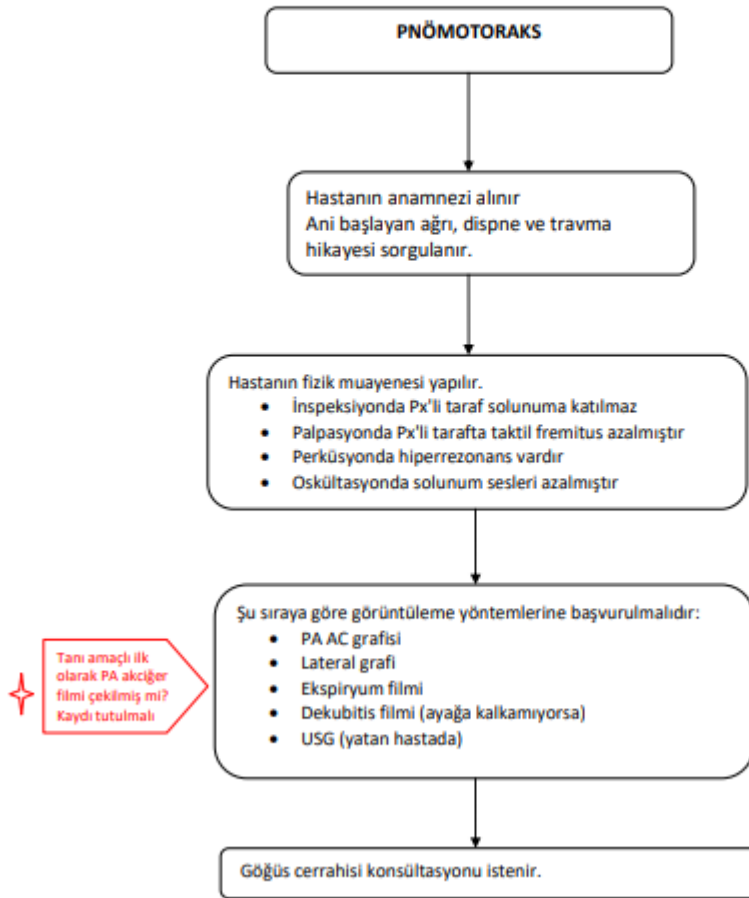 PNÖMOTORAKS
Hastanın anamnezi alınır
Ani başlayan ağrı, dispne ve travma
hikayesi sorgulanır.
Hastanın fizik muayenesi yapılır.
• İnspeksiyonda Px'li taraf solunuma katılmaz
• Palpasyonda Px'li tarafta taktil fremitus azalmıştır
• Perküsyonda hiperrezonans vardır
• Oskültasyonda solunum sesleri azalmıştır
Şu sıraya göre görüntüleme yöntemlerine başvurulmalıdır:
• PA AC grafisi
• Lateral grafi
• Ekspiryum filmi
• Dekubitis filmi (ayağa kalkamıyorsa)
• USG (yatan hastada)
Tanı amaçlı ilk
olarak PA akciğer
filmi çekilmiş mi?
Kaydı tutulmalı
Göğüs cerrahisi konsültasyonu istenir.